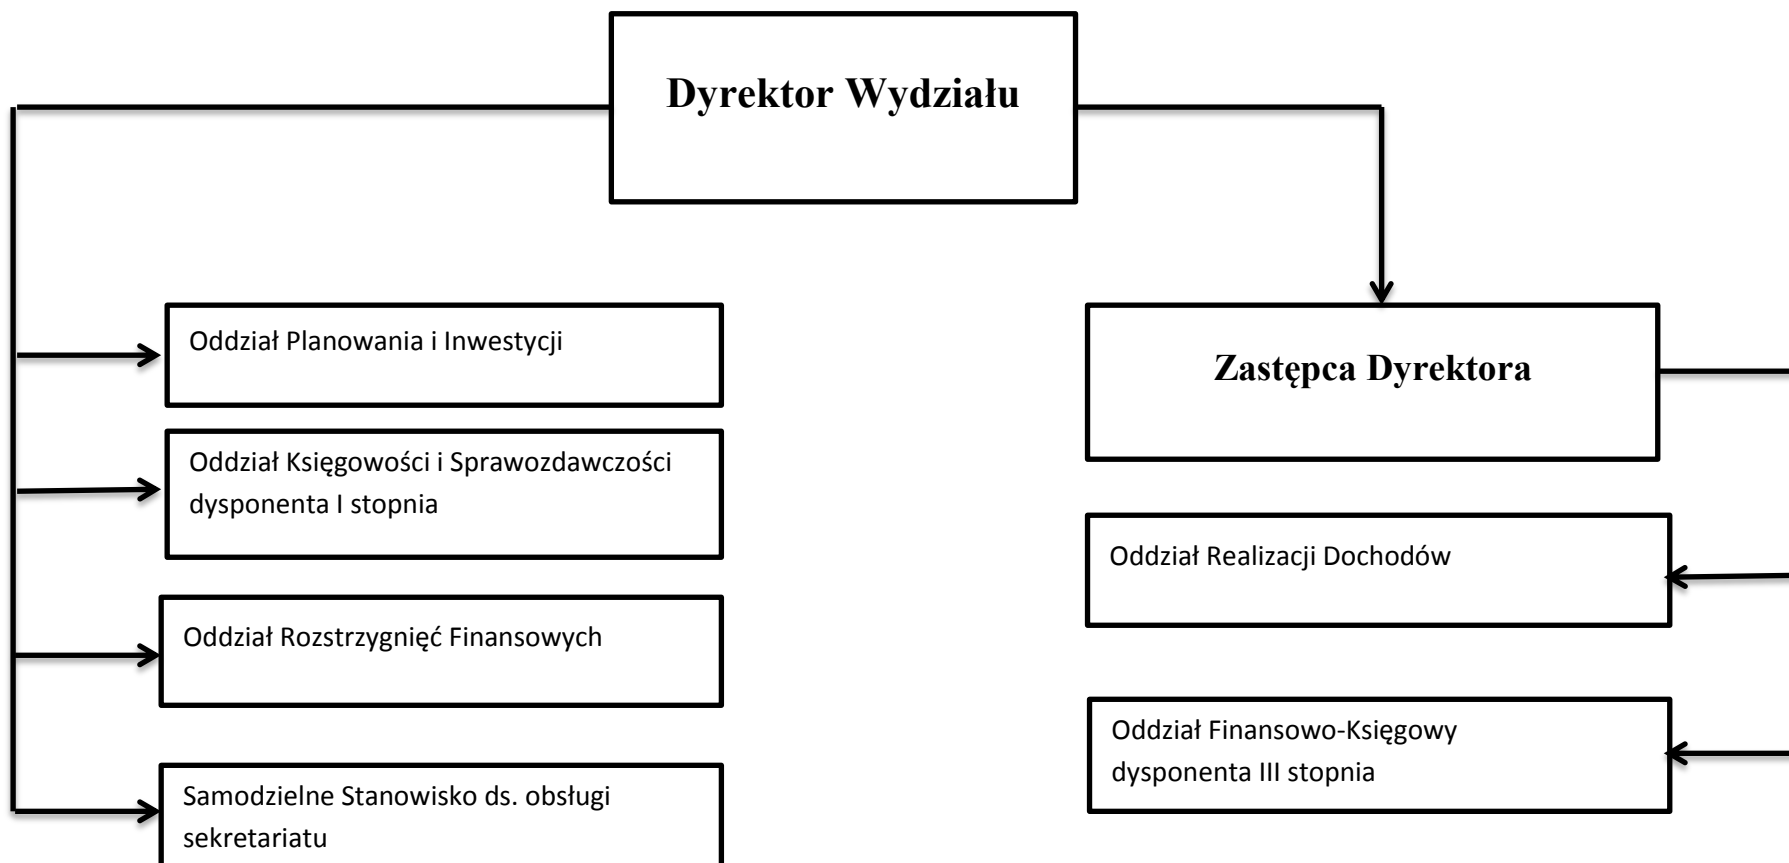 Dyrektor Wydziału
Oddział Planowania i Inwestycji
Oddział Księgowości i Sprawozdawczości
dysponenta I stopnia
Oddział Rozstrzygnięć Finansowych
Samodzielne Stanowisko ds. obsługi
sekretariatu
Zastępca Dyrektora
Oddział Realizacji Dochodów
Oddział Finansowo-Księgowy
dysponenta III stopnia